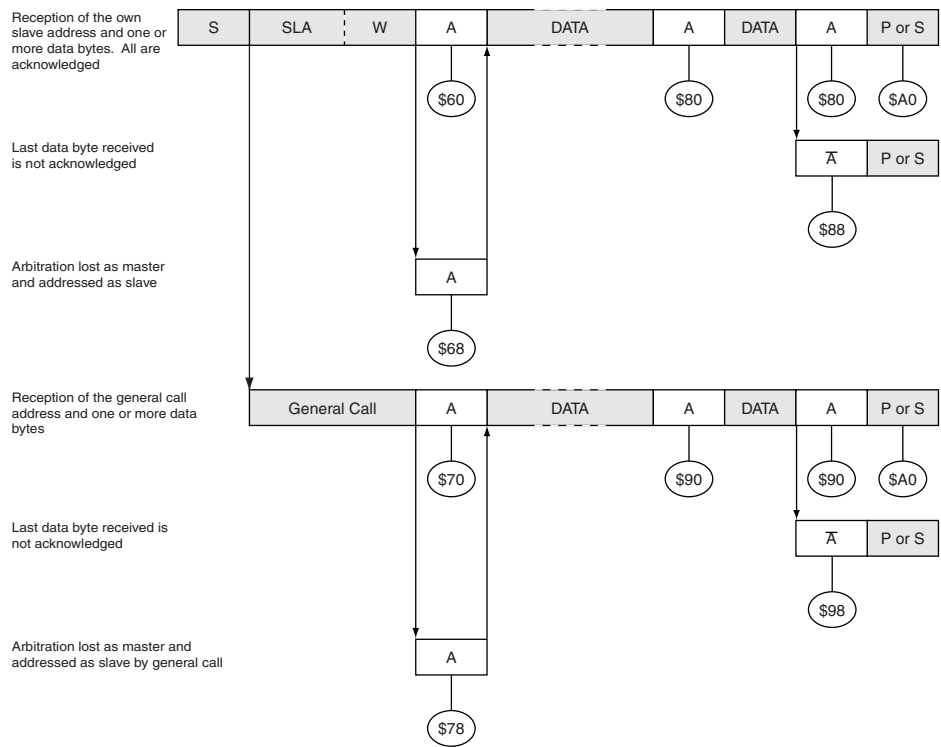 Reception of the own
slave address and one or
more data bytes. All are
acknowledged
S SLA W A DATA A DATA A P or S
$60 $80 $80 $A0
Last data byte received
is not acknowledged
A̅ P or S
$88
Arbitration lost as master
and addressed as slave
A
$68
Reception of the general call
address and one or more data
bytes
General Call A DATA A DATA A P or S
$70 $90 $90 $A0
Last data byte received is
not acknowledged
A̅ P or S
$98
Arbitration lost as master and
addressed as slave by general call
A
$78